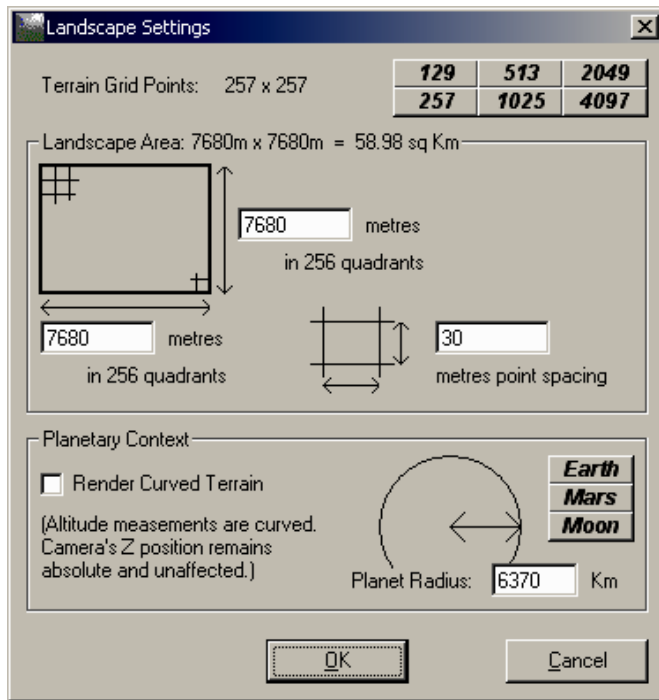 Landscape Settings
Terrain Grid Points: 257 x 257
129 513 2049
257 1025 4097
Landscape Area: 7680m x 7680m = 58.98 sq Km
7680 metres
in 256 quadrants
7680 metres
in 256 quadrants
30
metres point spacing
Planetary Context
Render Curved Terrain
(Altitude measements are curved.
Camera's Z position remains
absolute and unaffected.)
Earth
Mars
Moon
Planet Radius: 6370 Km
OK Cancel